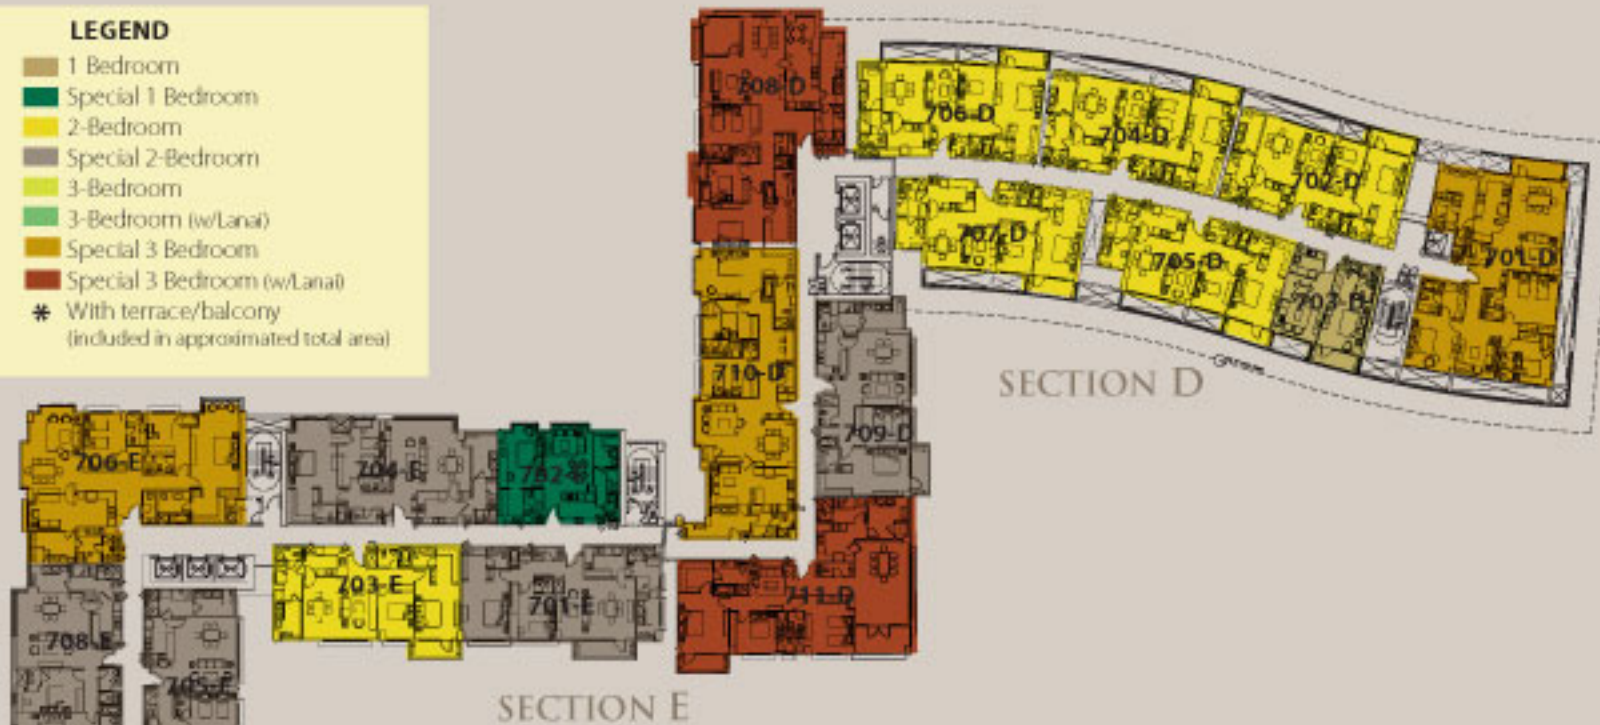 LEGEND
1 Bedroom
Special 1 Bedroom
2-Bedroom
Special 2-Bedroom
3-Bedroom
3-Bedroom (w/Lanai)
Special 3 Bedroom
Special 3 Bedroom (w/Lanai)
* With terrace/balcony
(included in approximated total area)
708-D
706-D
704-D
702-D
701-D
707-D
705-D
703-D
710-D
709-D
711-D
SECTION D
706-E
704-E
702-E
703-E
701-E
708-E
705-E
SECTION E